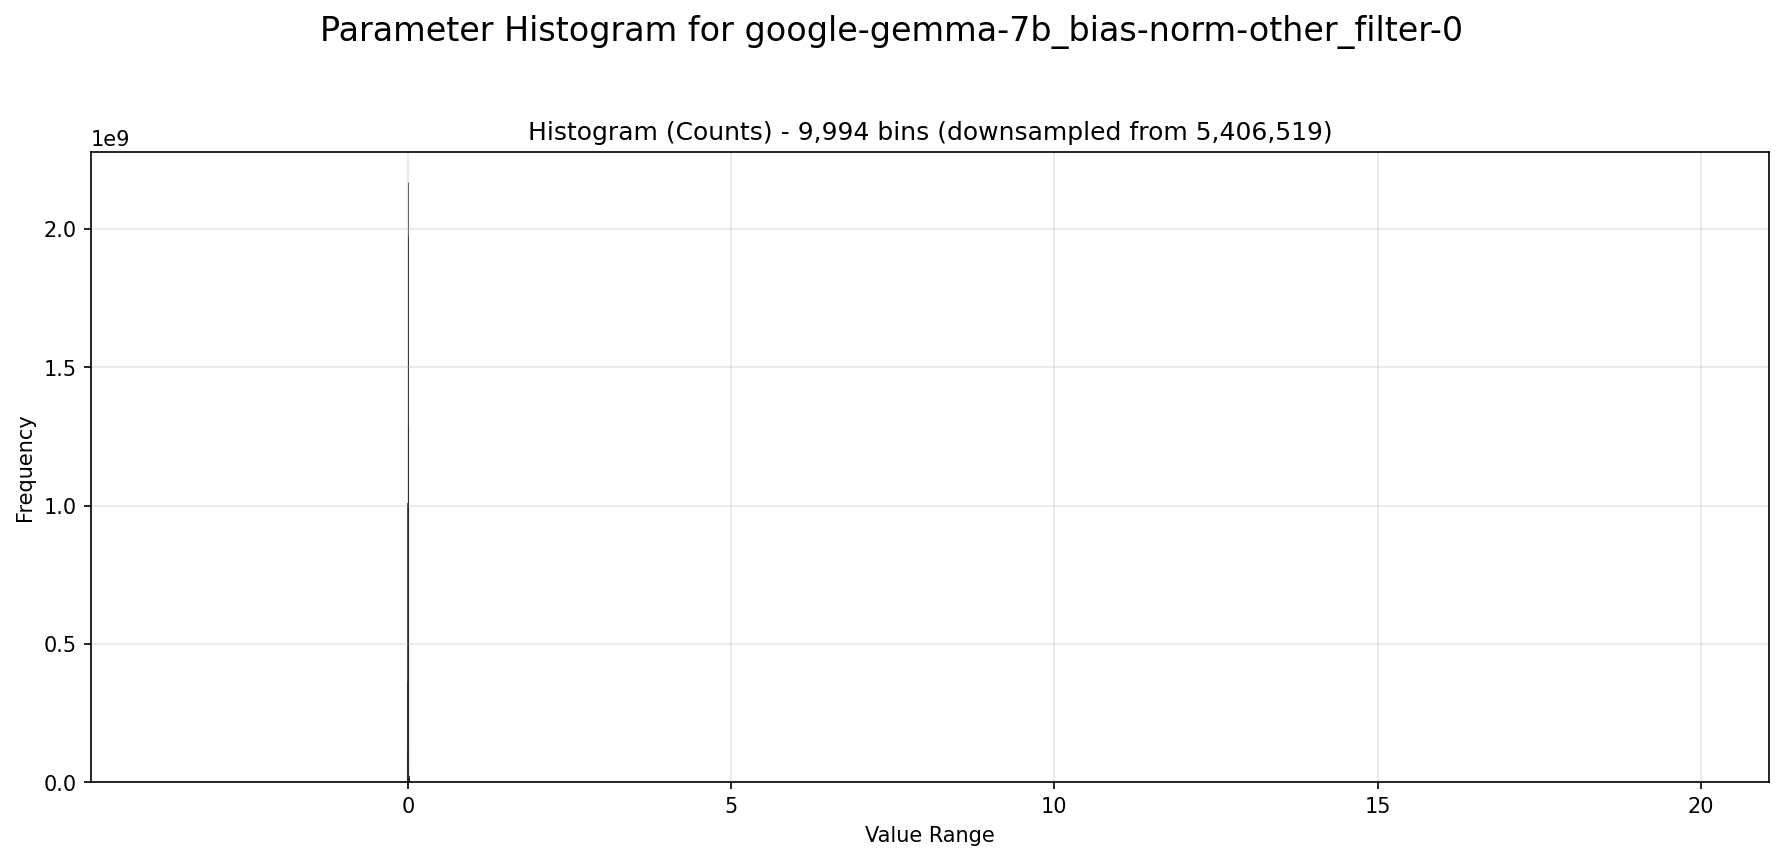 Parameter Histogram for google-gemma-7b_bias-norm-other_filter-0
Histogram (Counts) - 9,994 bins (downsampled from 5,406,519)
1e9
2.0
1.5
1.0
0.5
0.0
Frequency
0
5
10
15
20
Value Range